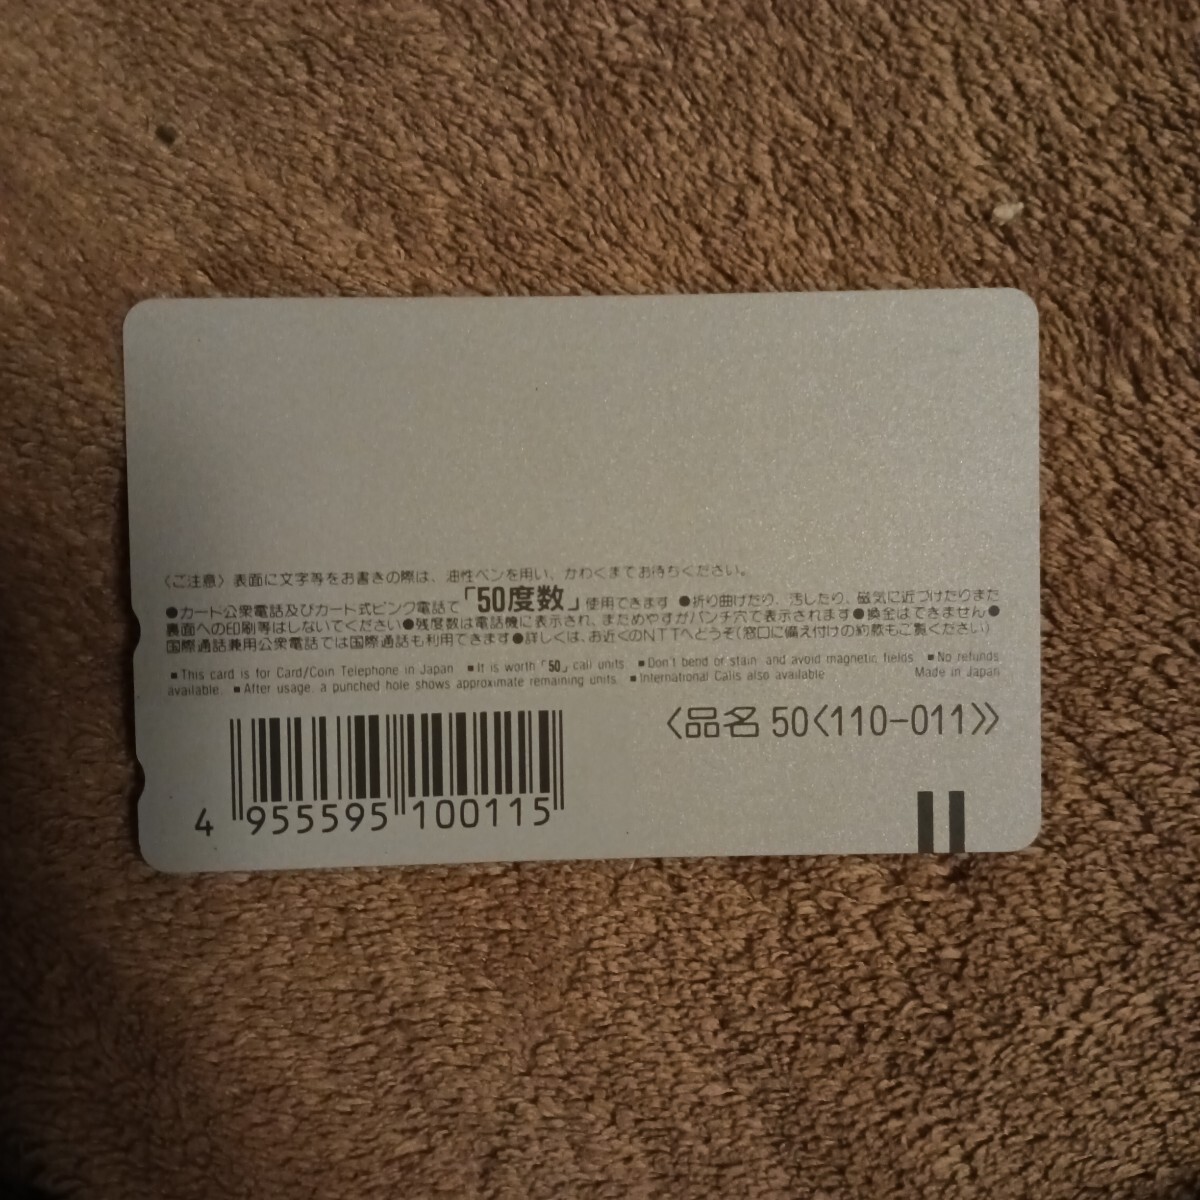 〈ご注意〉表面に文字等をお書きの際は、油性ペンを用い、かわくまでお待ちください。
●カード公衆電話及びカード式ピンク電話で「50度数」使用できます ●折り曲げたり、汚したり、磁気に近づけたりまた
裏面への印刷等はしないでください●残度数は電話機に表示され、まためやすがパンチ穴で表示されます●換金はできません●
国際通話兼用公衆電話では国際通話も利用できます●詳しくは、お近くのNTTへどうぞ(窓口に備え付けの約款もご覧ください)
■This card is for Card/Coin Telephone in Japan ■It is worth「50」call units. ■Don't bend or stain and avoid magnetic fields ■No refunds
available. ■After usage, a punched hole shows approximate remaining units. ■International Calls also available Made in Japan
〈品名 50〈110-011〉〉
4 955595 100115